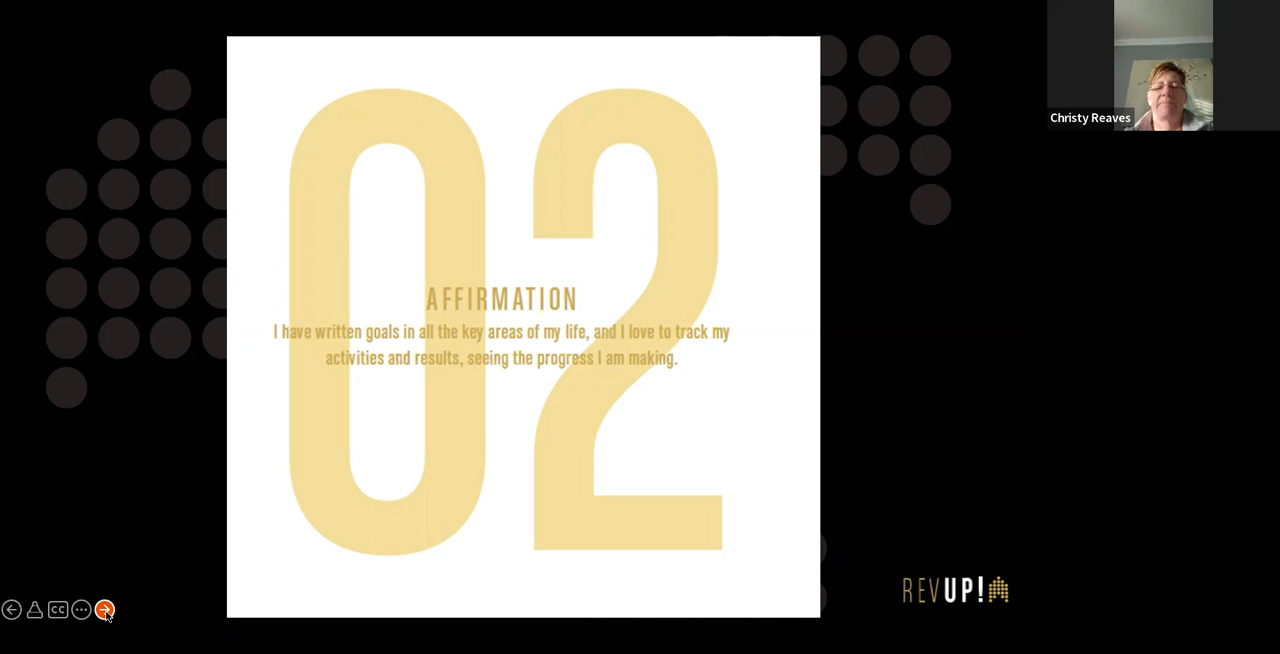 Christy Reaves
02
AFFIRMATION
I have written goals in all the key areas of my life, and I love to track my
activities and results, seeing the progress I am making.
CC
REVUP!